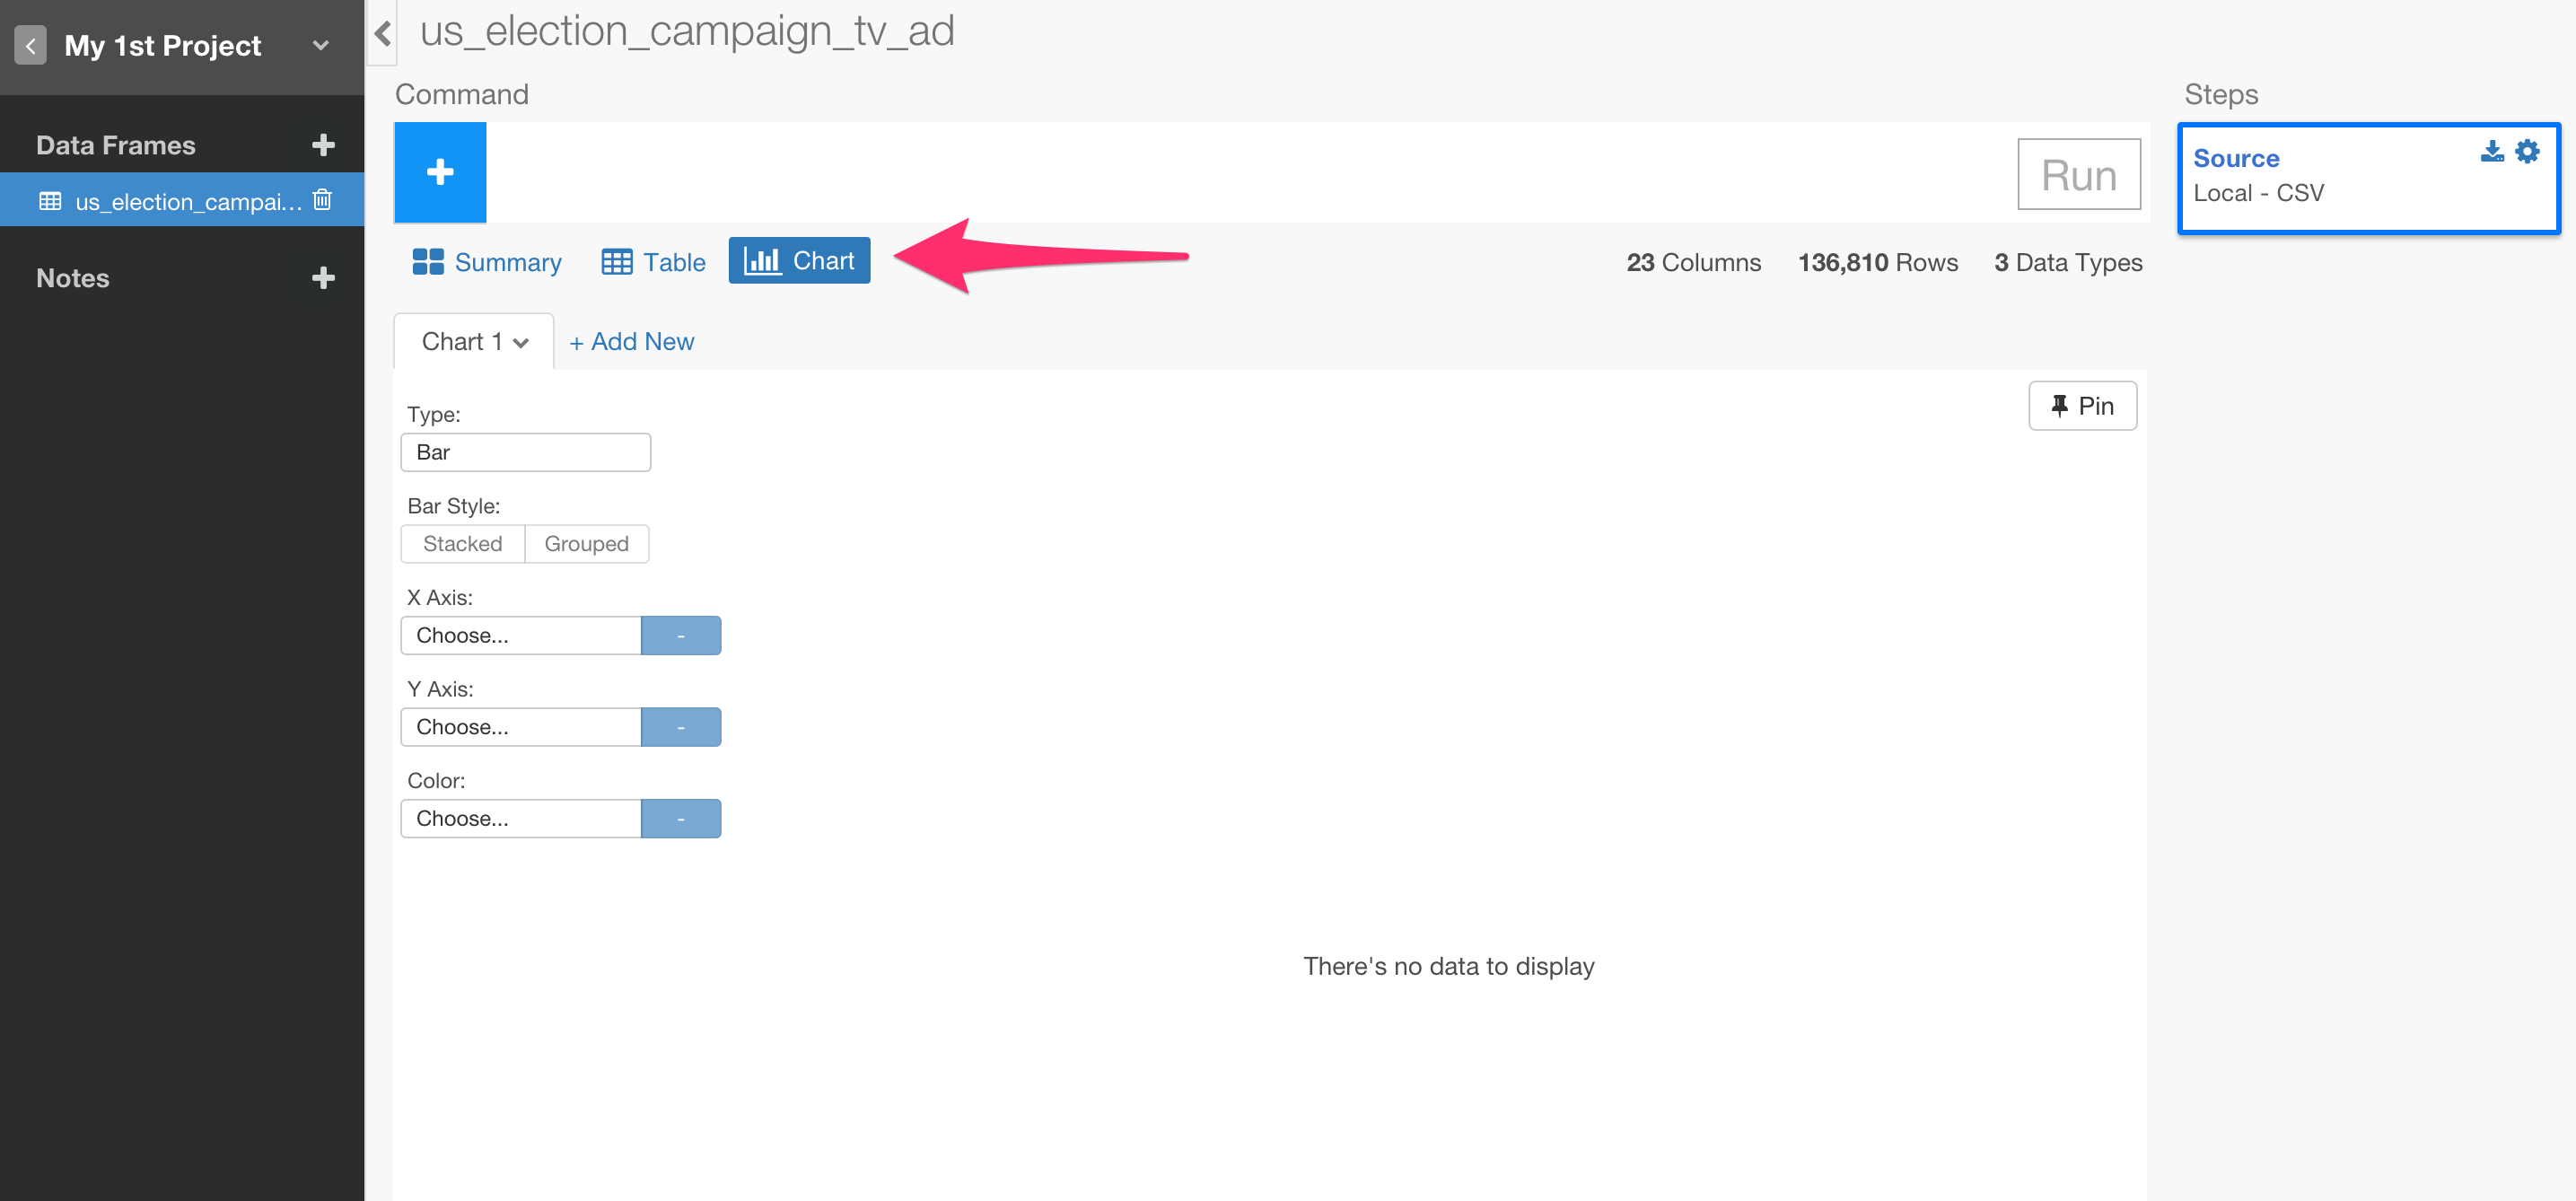 My 1st Project
us_election_campaign_tv_ad
Command
Steps
Data Frames
Run
Source
Local - CSV
us_election_campai...
Summary
Table
Chart
23 Columns
136,810 Rows
3 Data Types
Notes
Chart 1
+ Add New
Pin
Type:
Bar
Bar Style:
Stacked
Grouped
X Axis:
Choose...
-
Y Axis:
Choose...
-
Color:
Choose...
-
There's no data to display